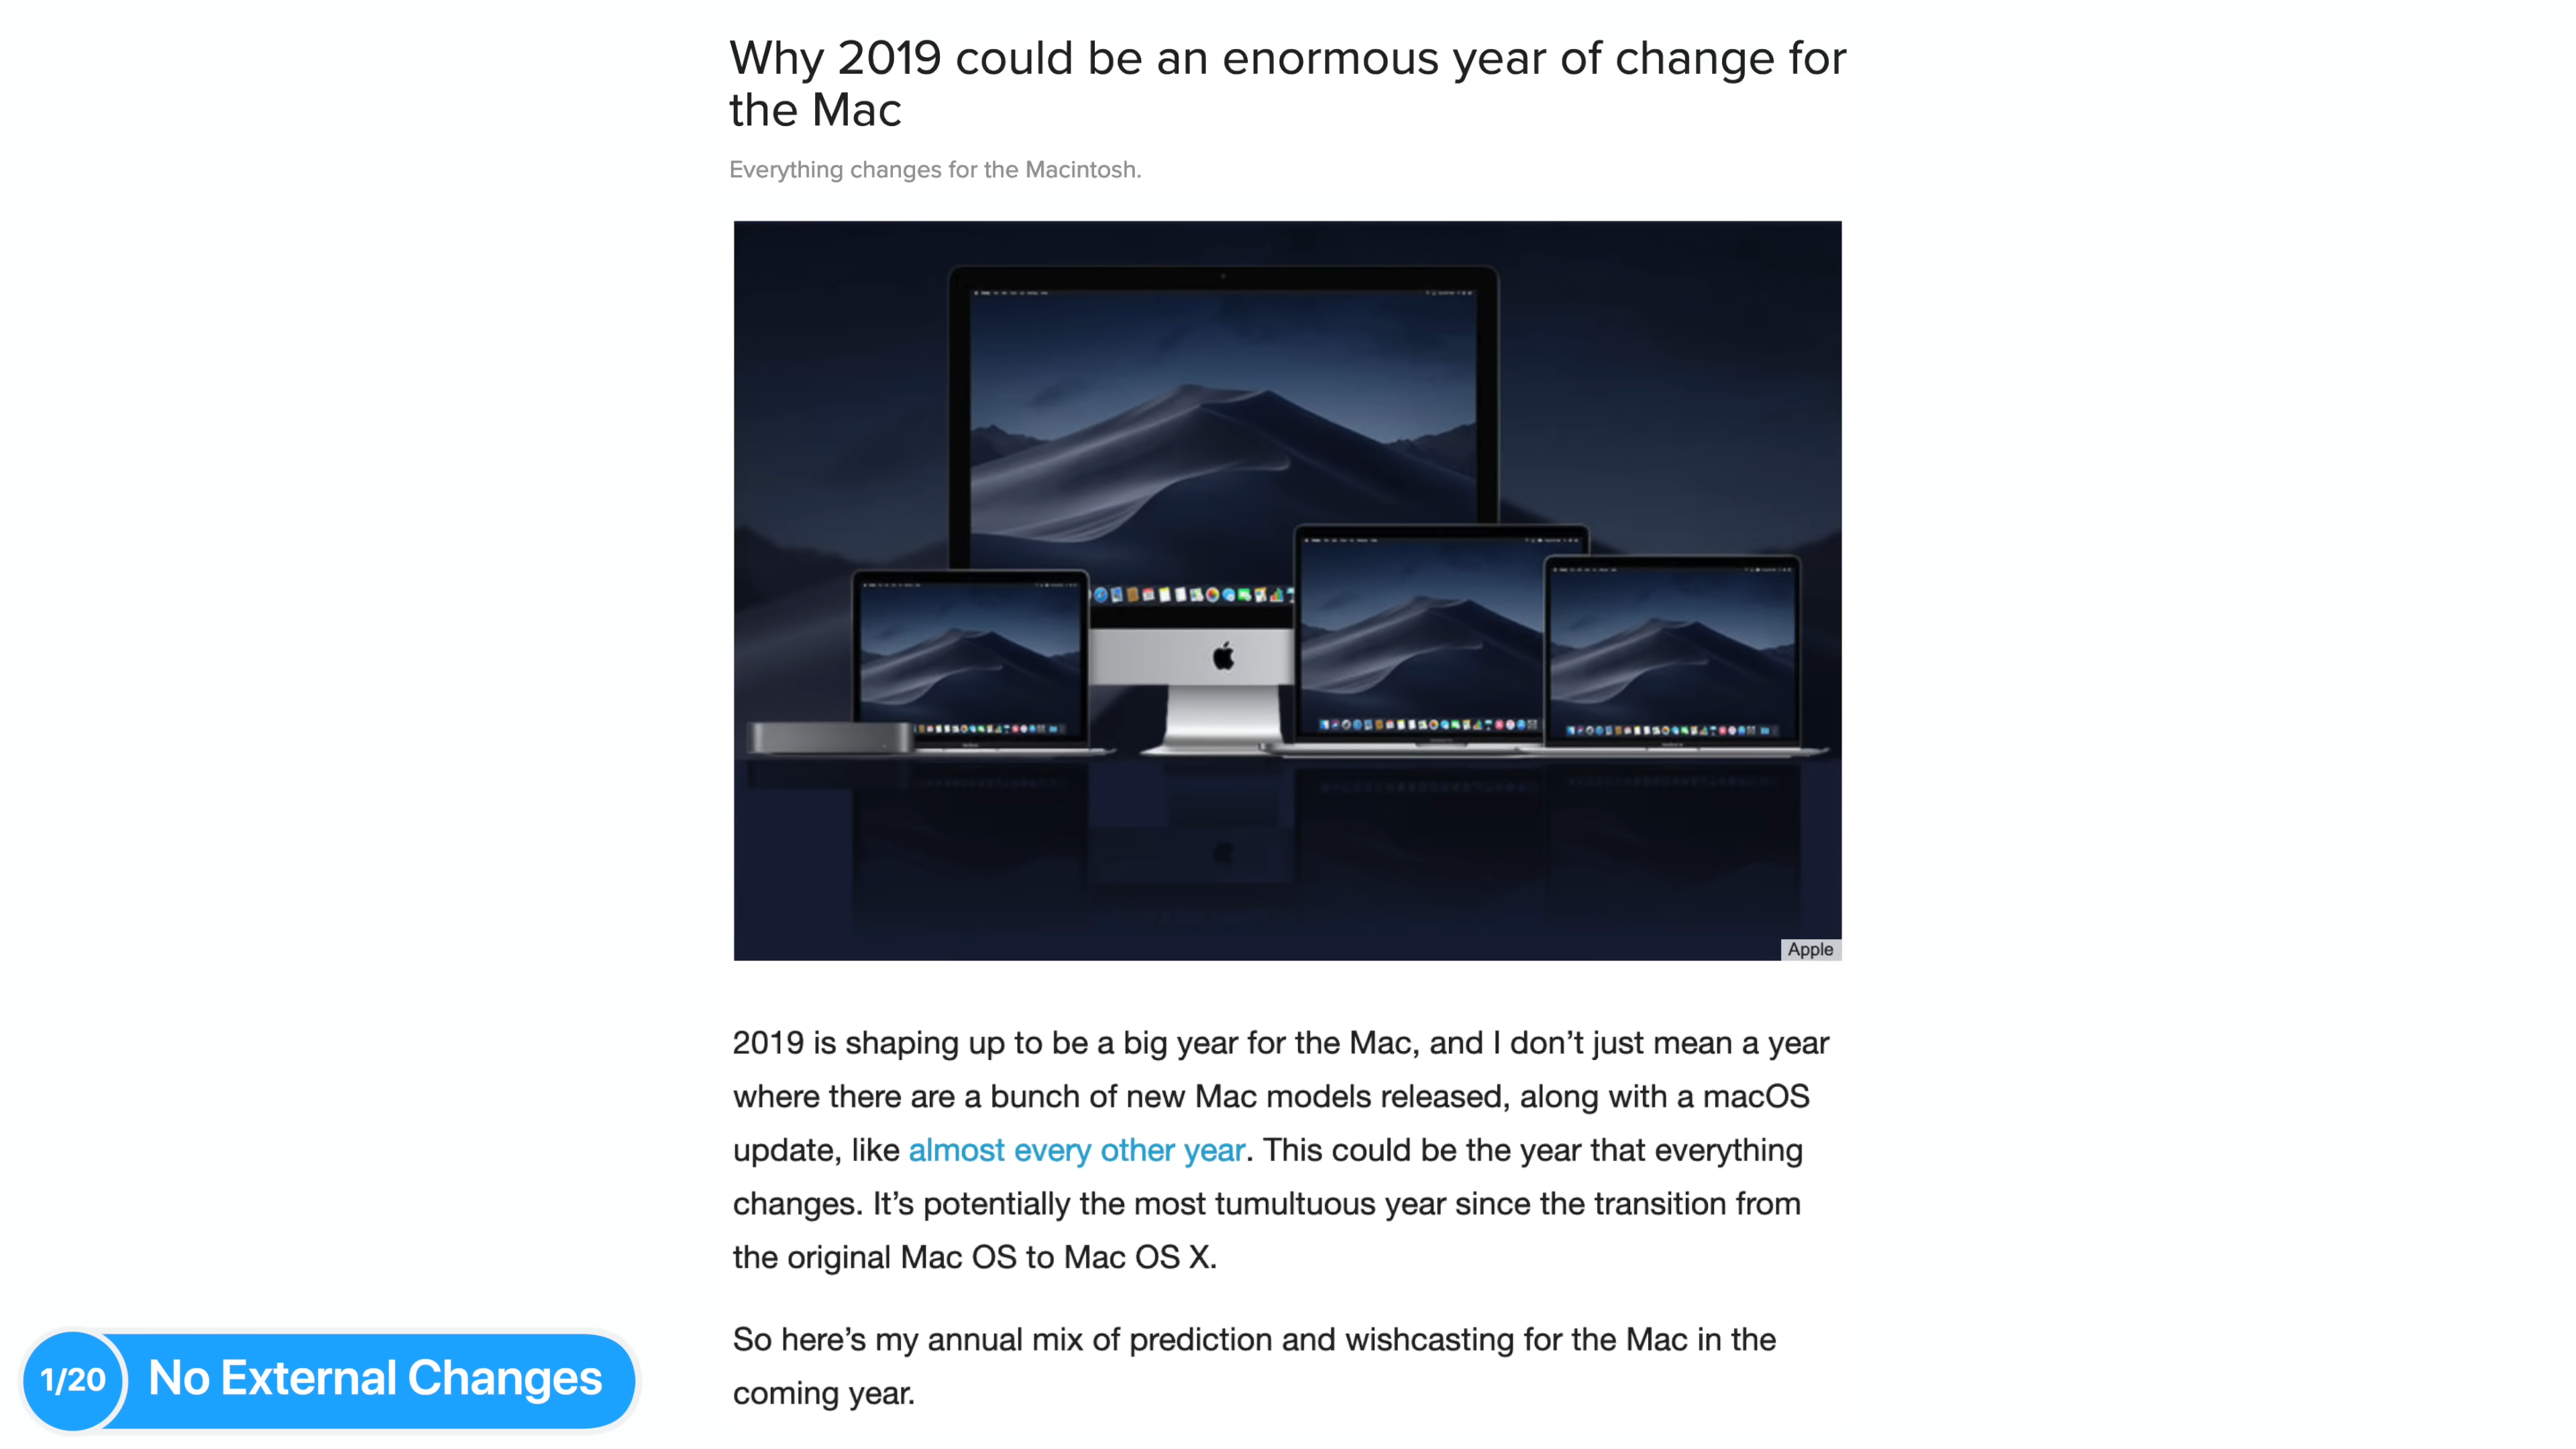 Why 2019 could be an enormous year of change for
the Mac
Everything changes for the Macintosh.
Apple
2019 is shaping up to be a big year for the Mac, and I don’t just mean a year
where there are a bunch of new Mac models released, along with a macOS
update, like almost every other year. This could be the year that everything
changes. It’s potentially the most tumultuous year since the transition from
the original Mac OS to Mac OS X.
So here’s my annual mix of prediction and wishcasting for the Mac in the
coming year.
1/20 No External Changes